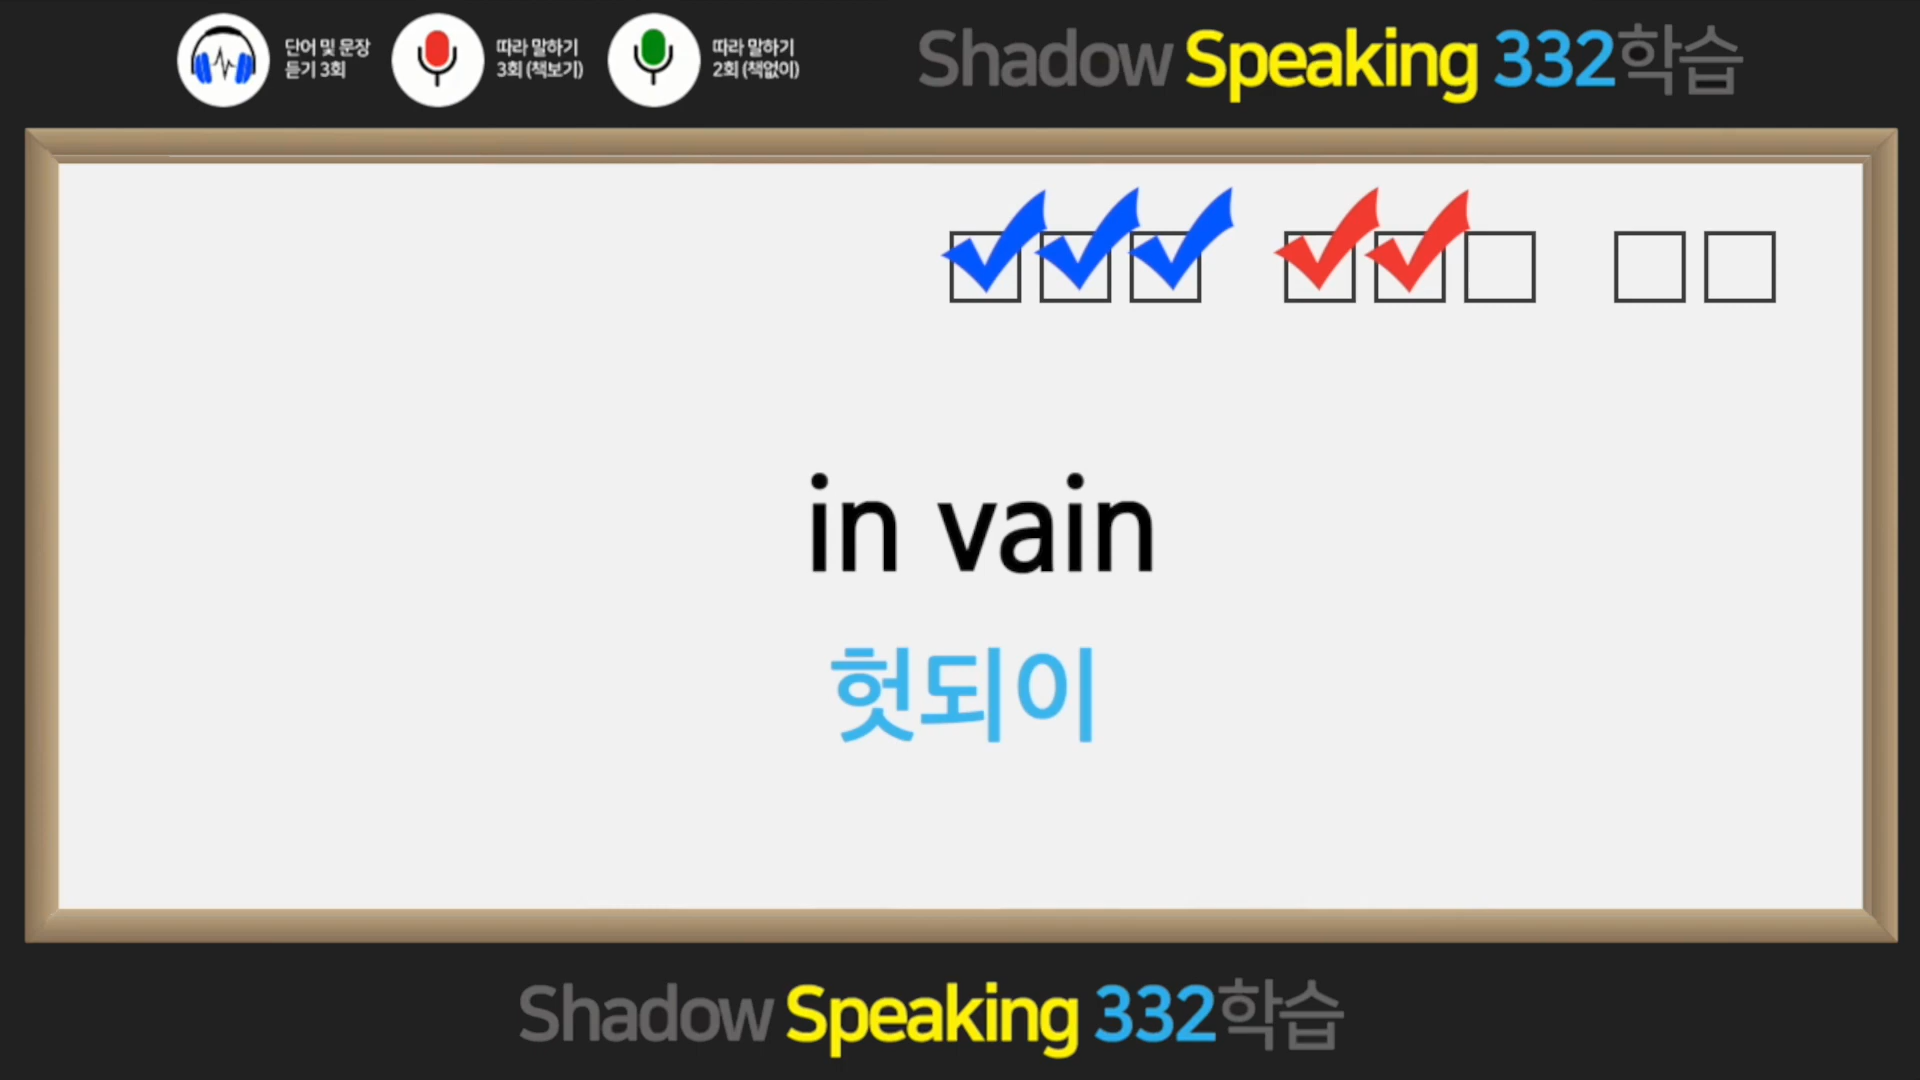 단어 및 문장
듣기 3회
따라 말하기
3회 (책보기)
따라 말하기
2회 (책없이)
Shadow Speaking 332학습
in vain
헛되이
Shadow Speaking 332학습